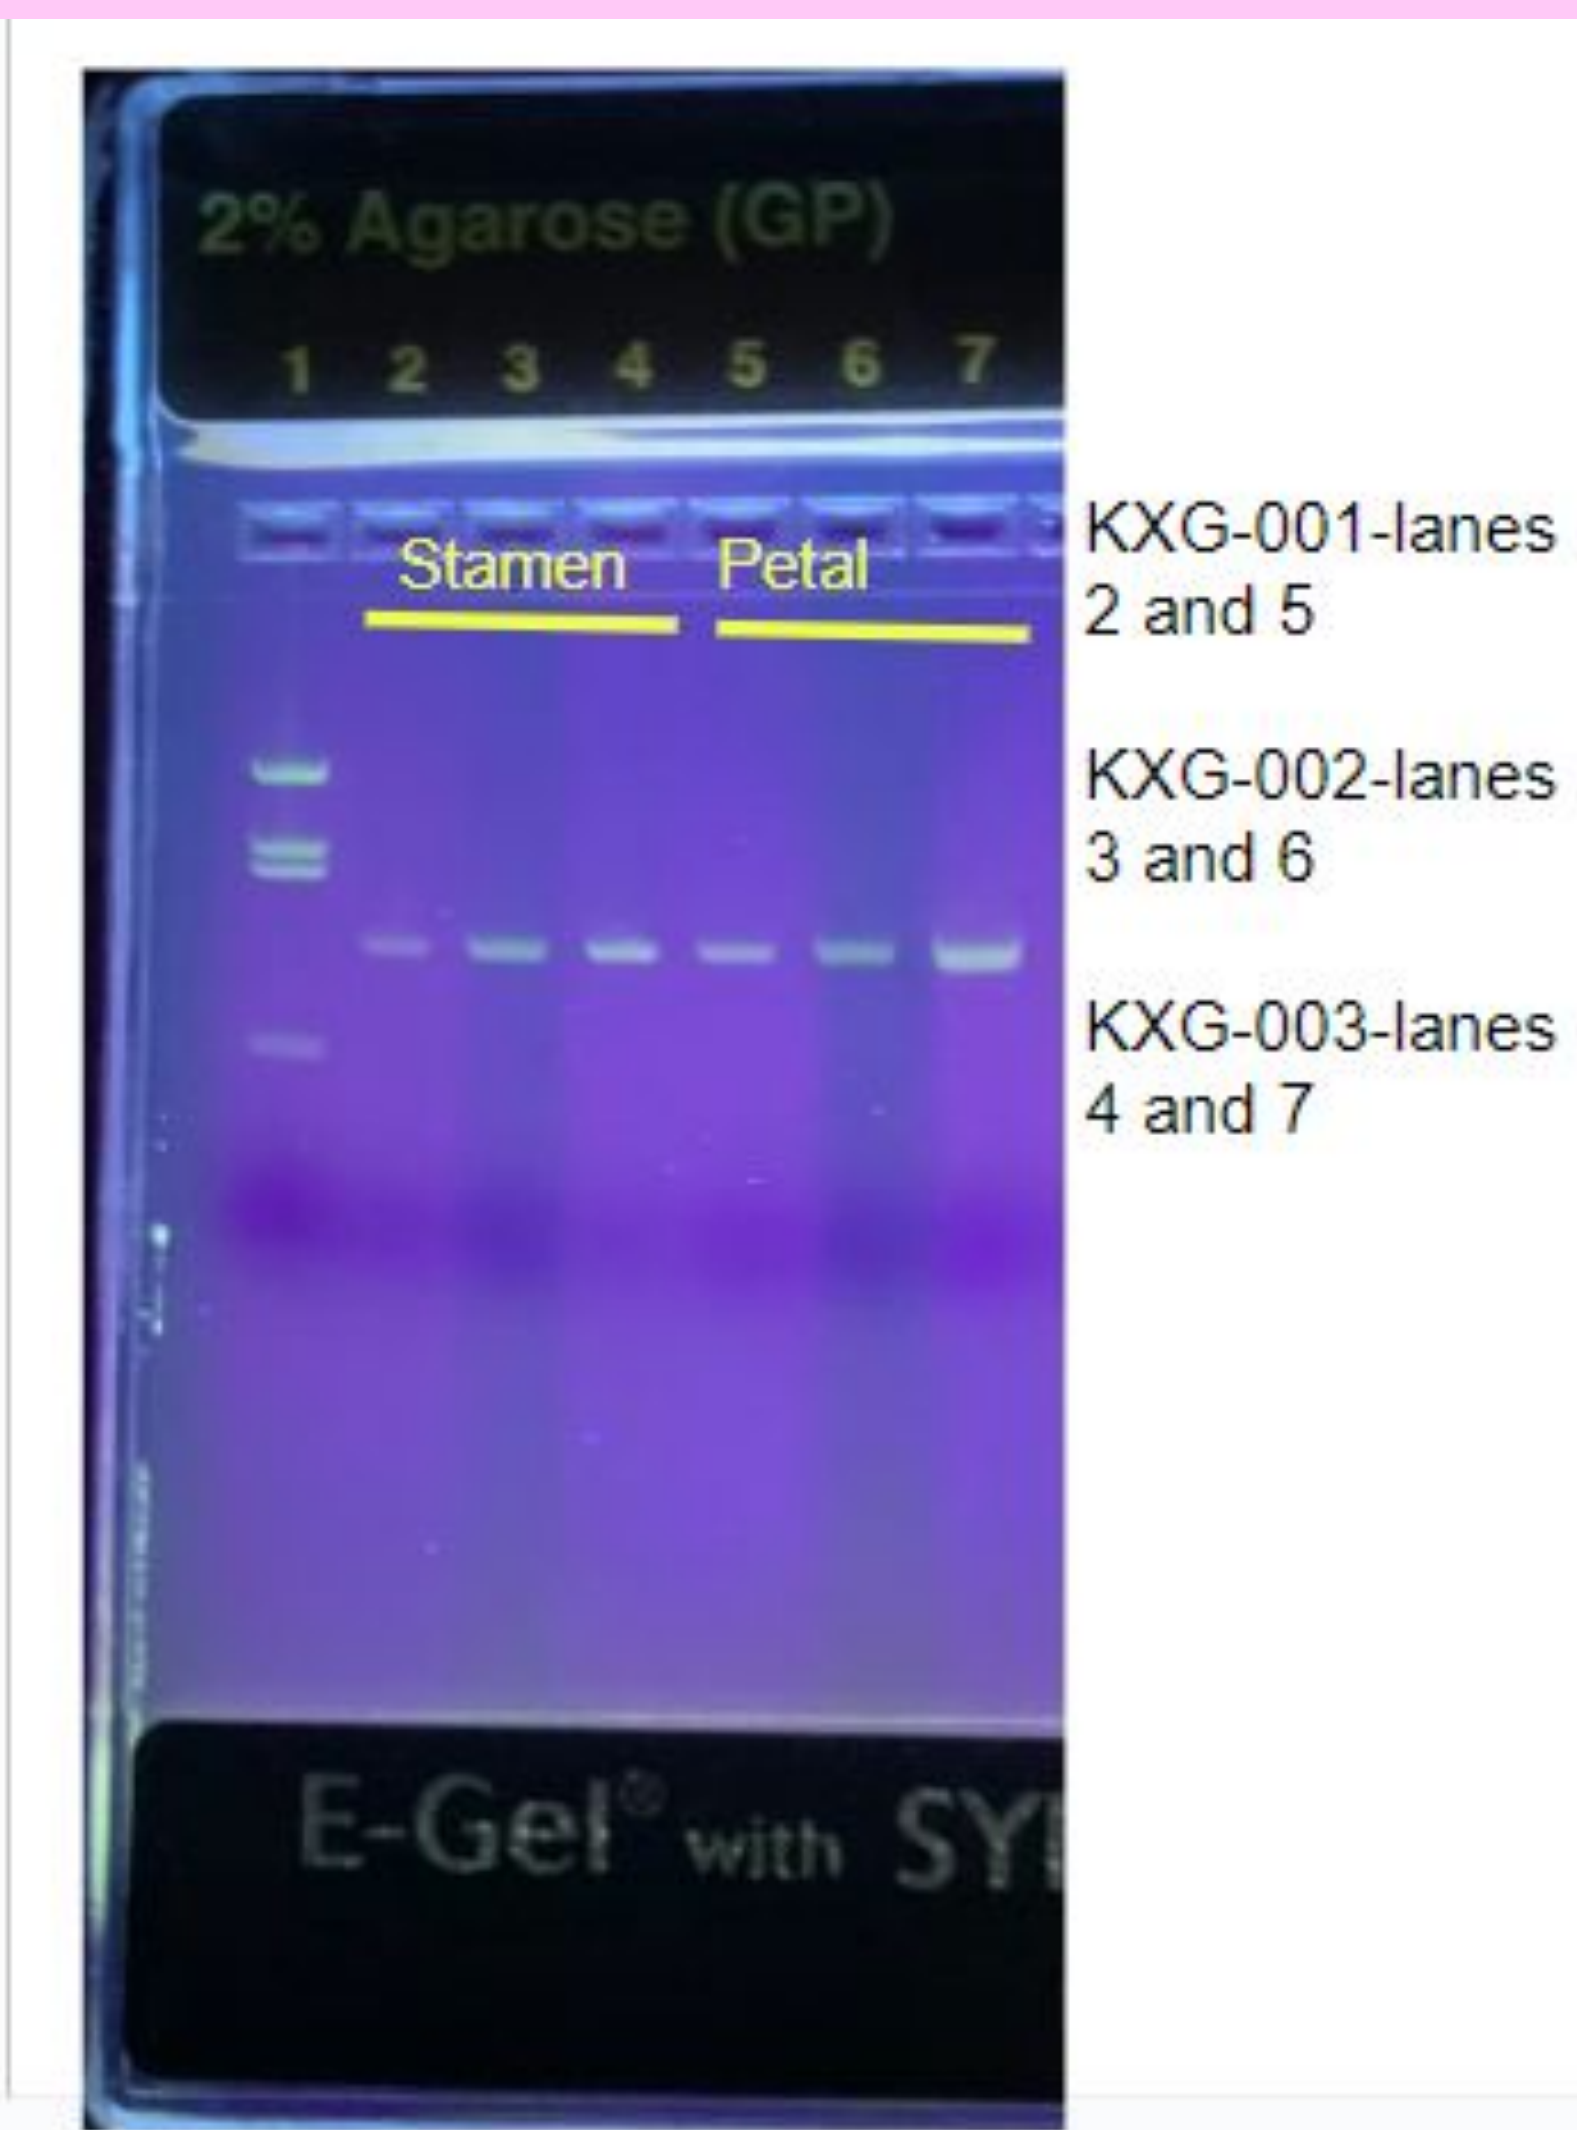 2% Agarose (GP)
1 2 3 4 5 6 7
Stamen Petal
KXG-001-lanes
2 and 5
KXG-002-lanes
3 and 6
KXG-003-lanes
4 and 7
E-Gel® with SY